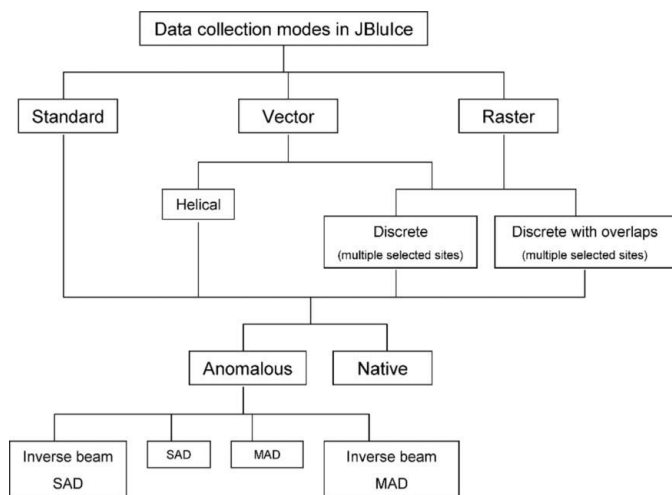 Data collection modes in JBluIce
Standard
Vector
Raster
Helical
Discrete
(multiple selected sites)
Discrete with overlaps
(multiple selected sites)
Anomalous
Native
Inverse beam
SAD
SAD
MAD
Inverse beam
MAD